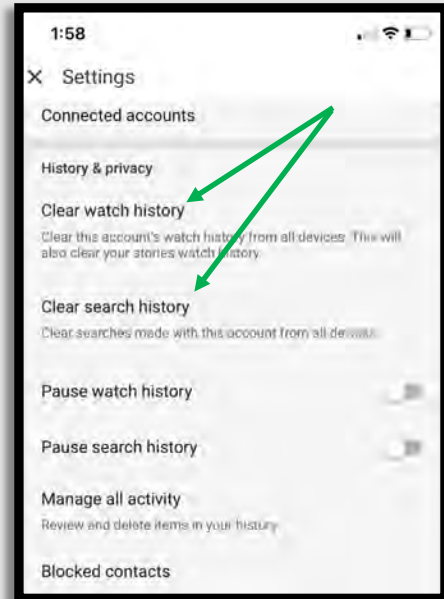 1:58
× Settings
Connected accounts
History & privacy
Clear watch history
Clear this account's watch history from all devices. This will
also clear your stories watch history.
Clear search history
Clear searches made with this account from all devices.
Pause watch history
Pause search history
Manage all activity
Review and delete items in your history
Blocked contacts